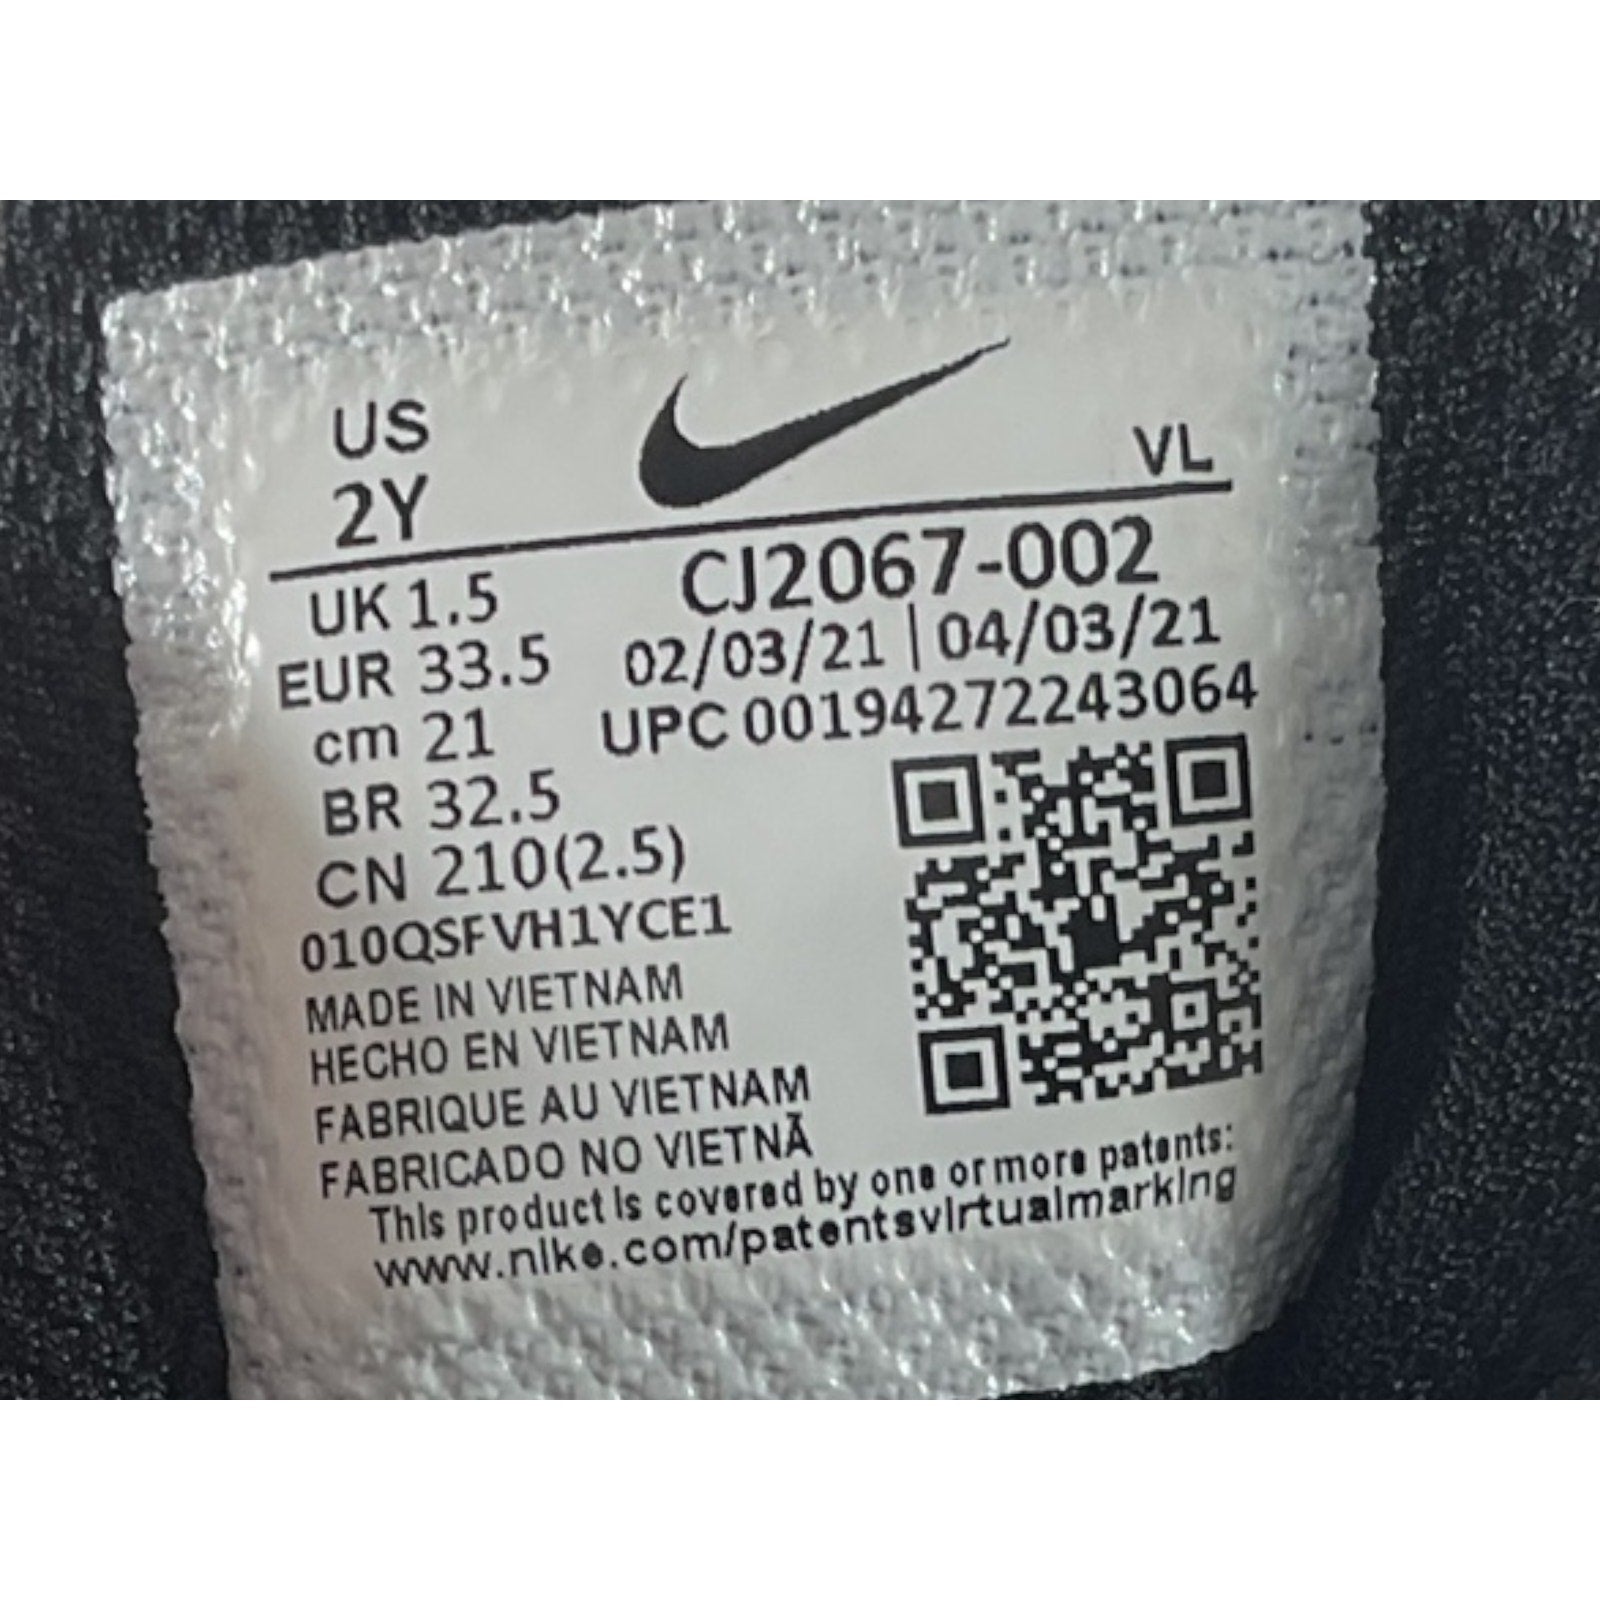 US
2Y
VL
UK 1.5
CJ2067-002
EUR 33.5
02/03/21 | 04/03/21
cm 21
UPC 00194272243064
BR 32.5
CN 210(2.5)
010QSFVH1YCE1
MADE IN VIETNAM
HECHO EN VIETNAM
FABRIQUE AU VIETNAM
FABRICADO NO VIETNÃ
This product is covered by one or more patents:
www.nike.com/patentsvirtualmarking